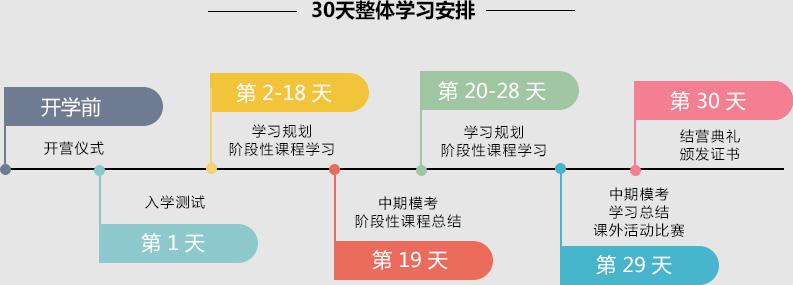 30天整体学习安排
开学前
开营仪式
第 1 天
入学测试
第 2-18 天
学习规划
阶段性课程学习
第 19 天
中期模考
阶段性课程总结
第 20-28 天
学习规划
阶段性课程学习
第 29 天
中期模考
学习总结
课外活动比赛
第 30 天
结营典礼
颁发证书